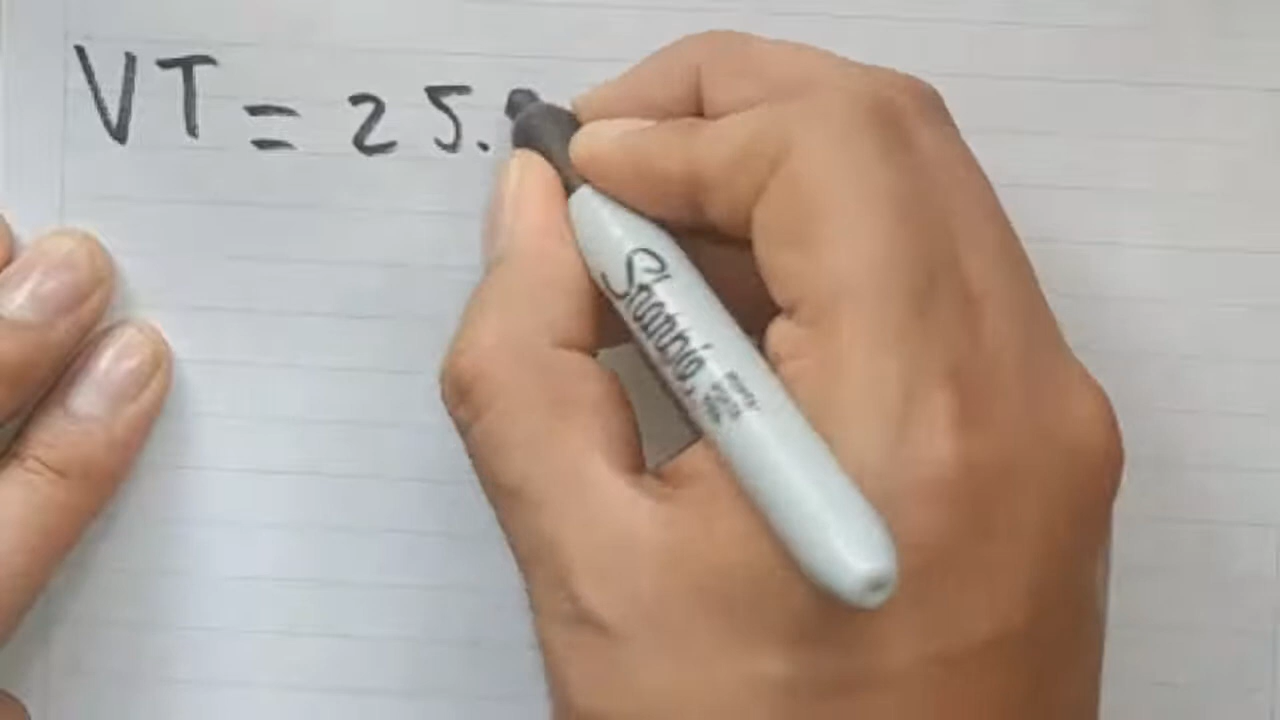 VT = 25.
Sharpie.